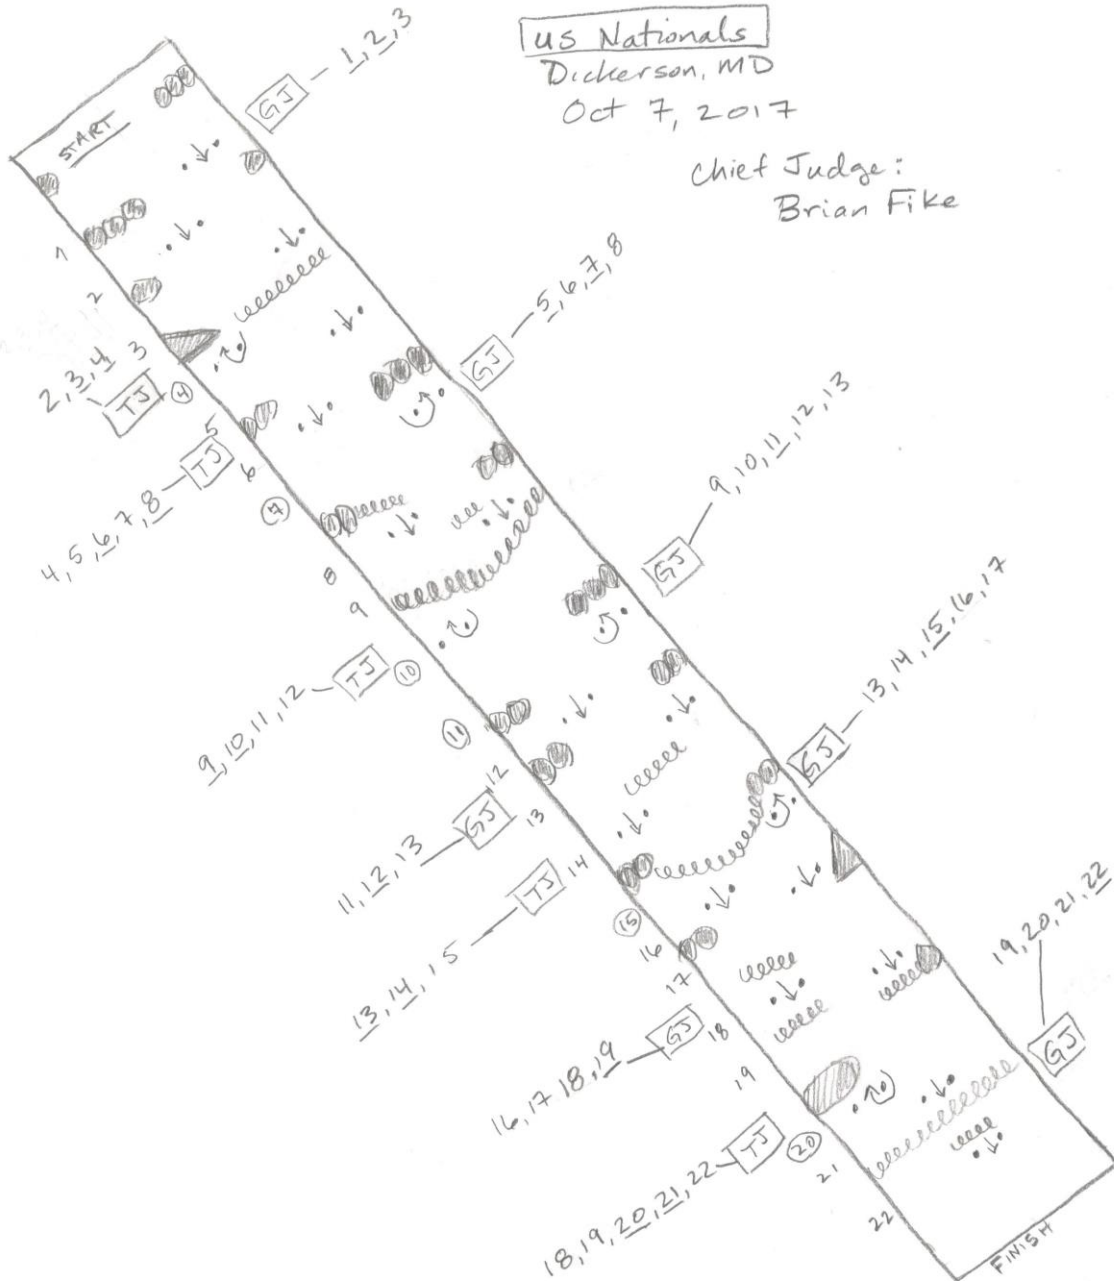 US Nationals
Dickerson, MD
Oct 7, 2017
Chief Judge:
Brian Fike
START
GJ - 1, 2, 3
1
2
3
2, 3, 4
TJ
4
GJ - 5, 6, 7, 8
5
6
4, 5, 6, 7, 8 - TJ
7
8
9
9, 10, 11, 12, 13
GJ
9, 10, 11, 12 - TJ
10
11
12
13
11, 12, 13 - GJ
GJ - 13, 14, 15, 16, 17
13, 14, 15 - TJ
14
15
16
17
16, 17 18, 19 - GJ
18
19
19, 20, 21, 22
GJ
18, 19, 20, 21, 22 - TJ
20
21
22
FINISH